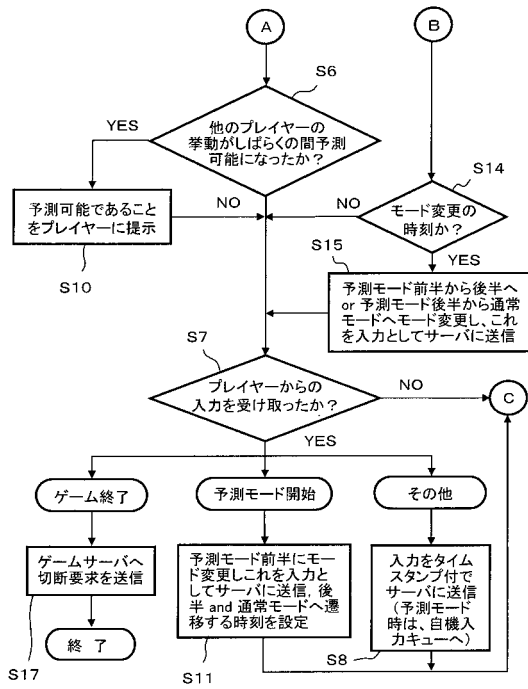 A
B
S6
YES
他のプレイヤーの
挙動がしばらくの間予測
可能になったか？
S14
予測可能であること
をプレイヤーに提示
NO
NO
モード変更の
時刻か？
S10
S15
YES
予測モード前半から後半へ
or 予測モード後半から通常
モードへモード変更し、これ
を入力としてサーバに送信
S7
プレイヤーからの
入力を受け取ったか？
NO
C
YES
ゲーム終了
予測モード開始
その他
ゲームサーバへ
切断要求を送信
予測モード前半にモー
ド変更しこれを入力と
してサーバに送信, 後
半 and 通常モードへ遷
移する時刻を設定
入力をタイム
スタンプ付で
サーバに送信
(予測モード
時は、自機入
力キューへ)
終 了
S17
S11
S8